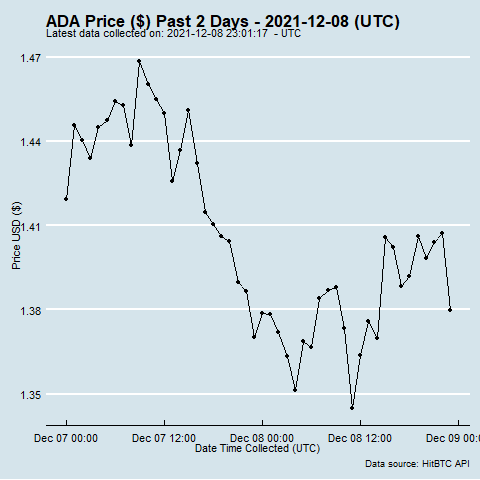 ADA Price ($) Past 2 Days - 2021-12-08 (UTC)
Latest data collected on: 2021-12-08 23:01:17  - UTC
1.47
1.44
1.41
1.38
1.35
Price USD ($)
Dec 07 00:00 Dec 07 12:00 Dec 08 00:00 Dec 08 12:00 Dec 09 00:00
Date Time Collected (UTC)
Data source: HitBTC API